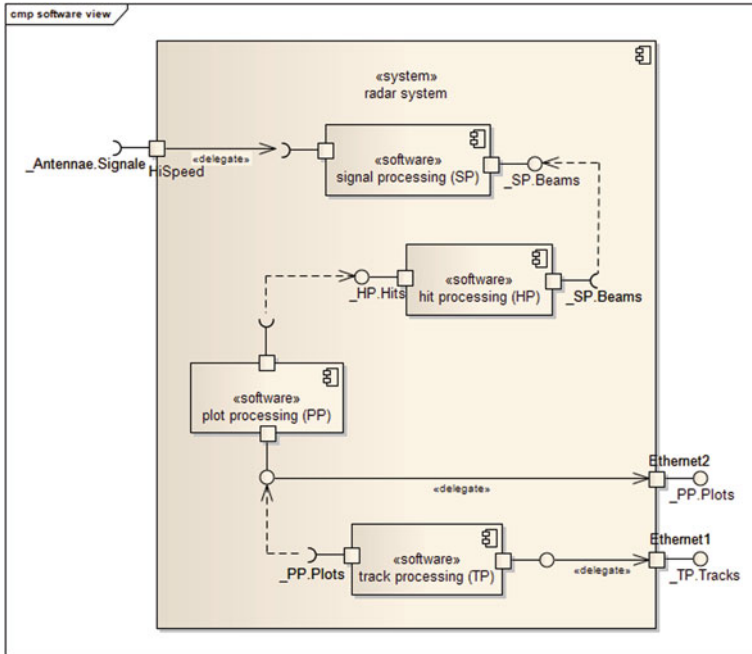 cmp software view
«system»
radar system
_Antennae.Signale
HiSpeed
«delegate»
«software»
signal processing (SP)
_SP.Beams
«software»
hit processing (HP)
_HP.Hits
_SP.Beams
«software»
plot processing (PP)
Ethernet2
«delegate»
_PP.Plots
«software»
track processing (TP)
_PP.Plots
Ethernet1
«delegate»
_TP.Tracks